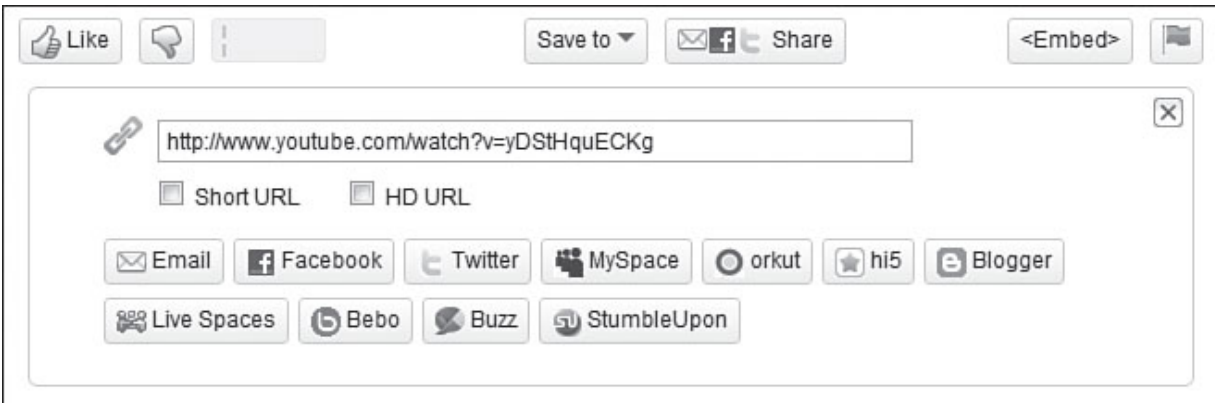 Like Save to Share <Embed>
http://www.youtube.com/watch?v=yDStHquECKg
Short URL HD URL
Email Facebook Twitter MySpace orkut hi5 Blogger
Live Spaces Bebo Buzz StumbleUpon